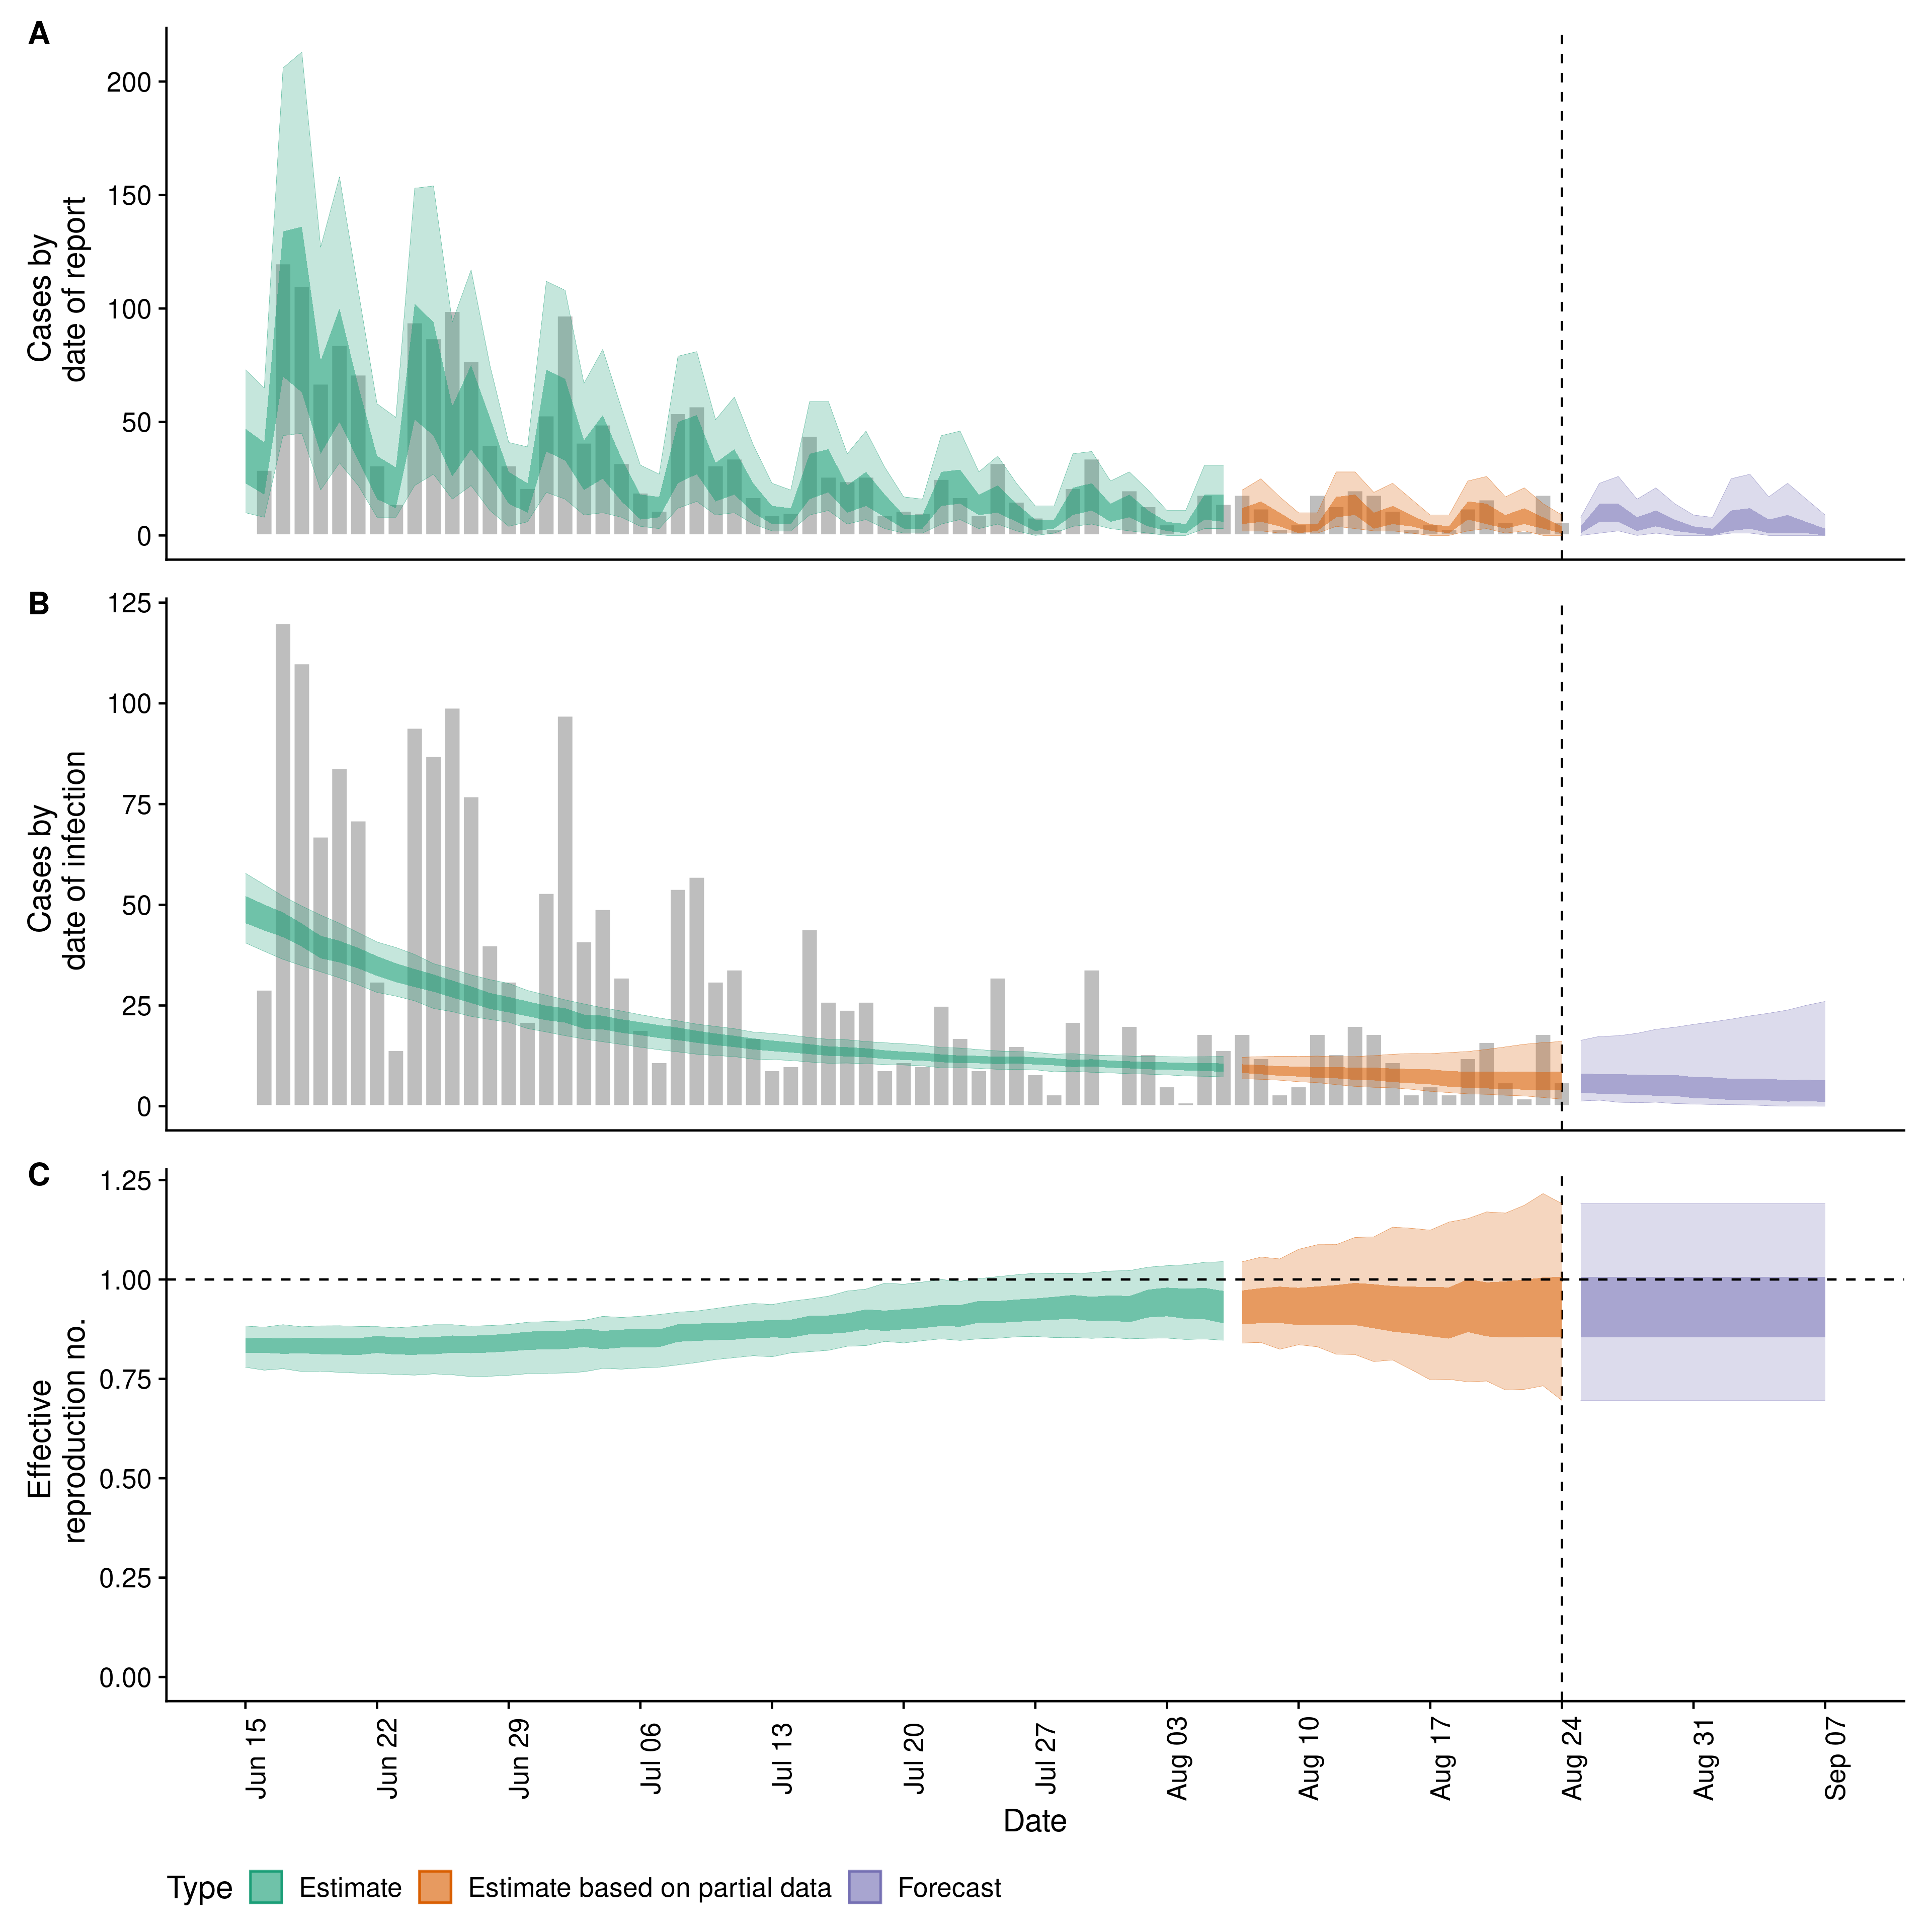 A
200
150
100
50
0
Cases by
date of report
B
125
100
75
50
25
0
Cases by
date of infection
C
1.25
1.00
0.75
0.50
0.25
0.00
Effective
reproduction no.
Jun 15
Jun 22
Jun 29
Jul 06
Jul 13
Jul 20
Jul 27
Aug 03
Aug 10
Aug 17
Aug 24
Aug 31
Sep 07
Date
Type Estimate Estimate based on partial data Forecast